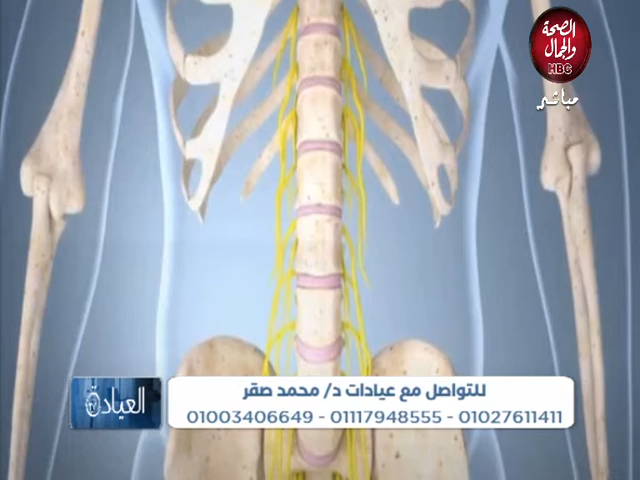 الصحة
والجمال
HBC
مباشر
للتواصل مع عيادات د/ محمد صقر
01003406649 - 01117948555 - 01027611411
العيادة